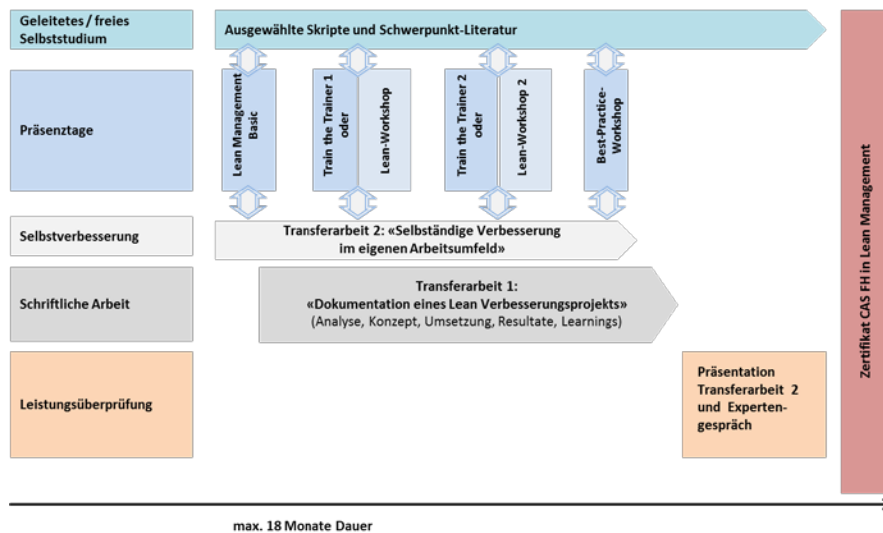 Geleitetes / freies
Selbststudium
Ausgewählte Skripte und Schwerpunkt-Literatur
Präsenztage
Lean Management
Basic
Train the Trainer 1
oder
Lean-Workshop
Train the Trainer 2
oder
Lean-Workshop 2
Best-Practice-
Workshop
Selbstverbesserung
Transferarbeit 2: «Selbständige Verbesserung
im eigenen Arbeitsumfeld»
Schriftliche Arbeit
Transferarbeit 1:
«Dokumentation eines Lean Verbesserungsprojekts»
(Analyse, Konzept, Umsetzung, Resultate, Learnings)
Leistungsüberprüfung
Präsentation
Transferarbeit 2
und Experten-
gespräch
Zertifikat CAS FH in Lean Management
max. 18 Monate Dauer